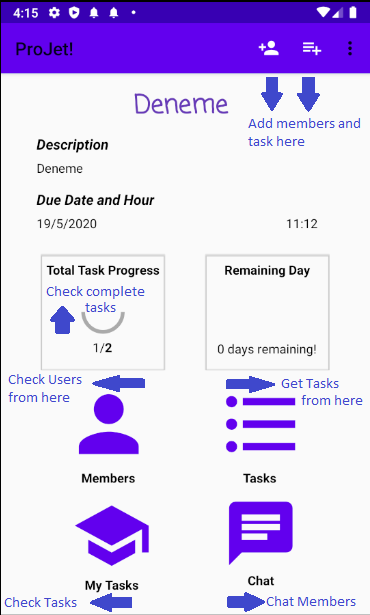 4:15
ProJet!
Deneme
Add members and
task here
Description
Deneme
Due Date and Hour
19/5/2020 11:12
Total Task Progress
Check complete
tasks
1/2
Remaining Day
0 days remaining!
Check Users
from here
Get Tasks
from here
Members
Tasks
My Tasks
Chat
Check Tasks
Chat Members